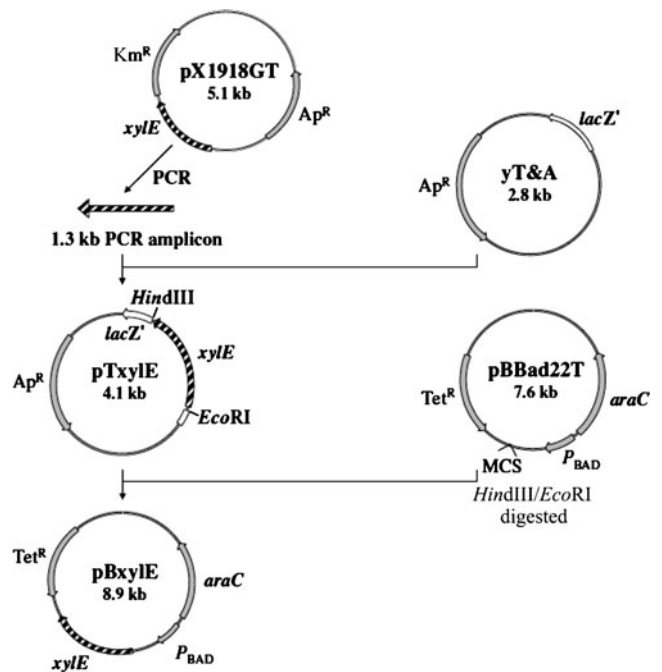 Kmᴿ
pX1918GT
5.1 kb
Apᴿ
xylE
PCR
1.3 kb PCR amplicon
lacZ'
yT&A
2.8 kb
Apᴿ
HindIII
lacZ'
xylE
pTxylE
4.1 kb
Apᴿ
EcoRI
pBBad22T
7.6 kb
Tetᴿ
araC
P_BAD
MCS
HindIII/EcoRI
digested
Tetᴿ
pBxylE
8.9 kb
araC
xylE
P_BAD